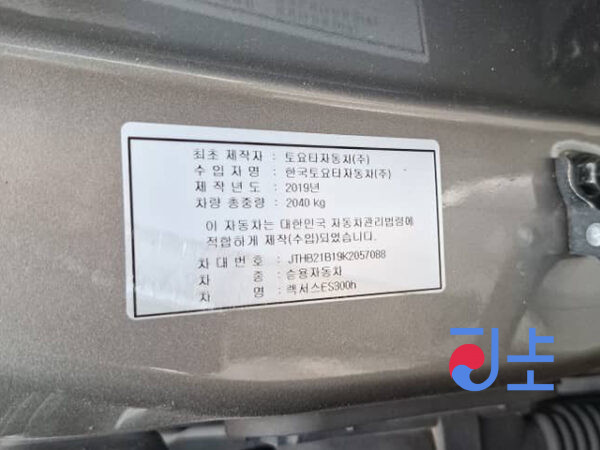 최초 제작자 : 토요타자동차(주)
수 입 자 명 : 한국토요타자동차(주)
제 작 년 도 : 2019년
차량 총중량 : 2040 kg
이 자동차는 대한민국 자동차관리법령에
적합하게 제작(수입)되었습니다.
차 대 번 호 : JTHB21B19K2057088
차 종 : 승용자동차
차 명 : 렉서스ES300h